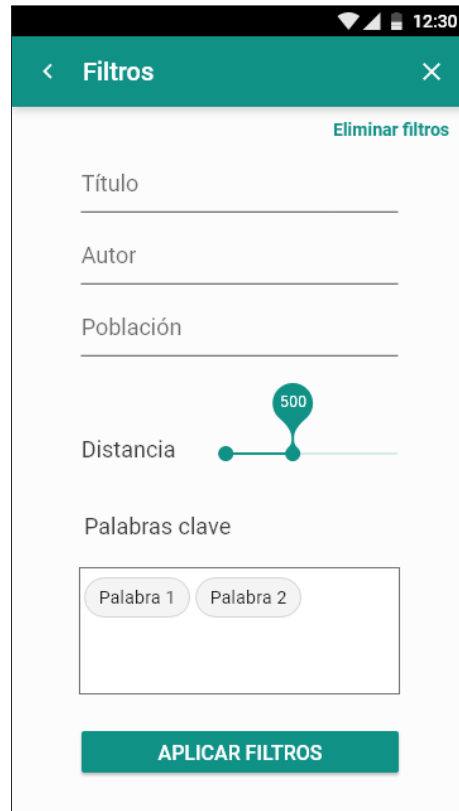 12:30
Filtros
Eliminar filtros
Título
Autor
Población
500
Distancia
Palabras clave
Palabra 1 Palabra 2
APLICAR FILTROS